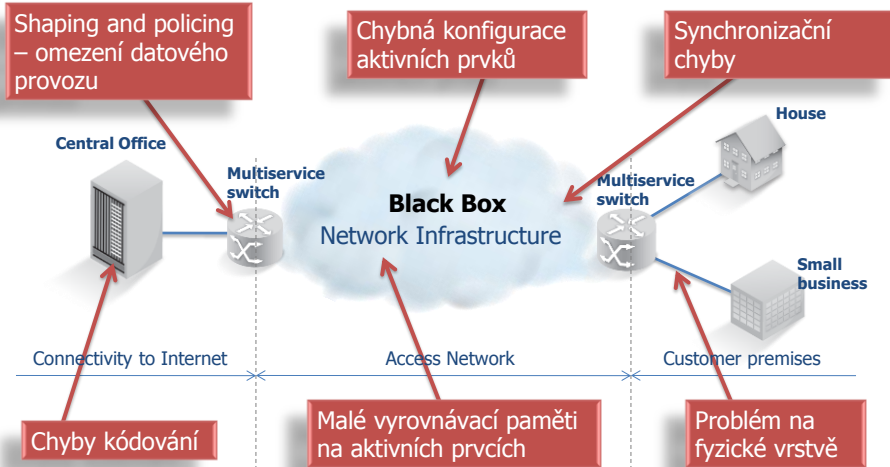 Shaping and policing
– omezení datového
provozu
Chybná konfigurace
aktivních prvků
Synchronizační
chyby
House
Central Office
Multiservice
switch
Black Box
Network Infrastructure
Multiservice
switch
Small
business
Connectivity to Internet
Access Network
Customer premises
Chyby kódování
Malé vyrovnávací paměti
na aktivních prvcích
Problém na
fyzické vrstvě